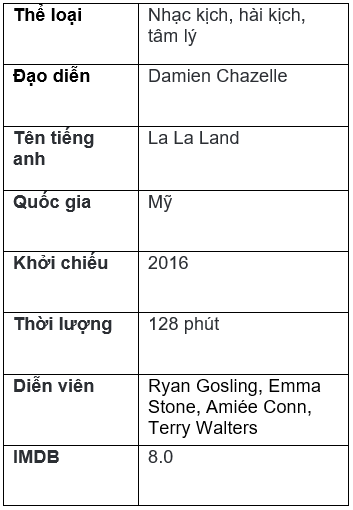 Thể loại
Nhạc kịch, hài kịch,
tâm lý
Đạo diễn
Damien Chazelle
Tên tiếng
anh
La La Land
Quốc gia
Mỹ
Khởi chiếu
2016
Thời lượng
128 phút
Diễn viên
Ryan Gosling, Emma
Stone, Amiée Conn,
Terry Walters
IMDB
8.0